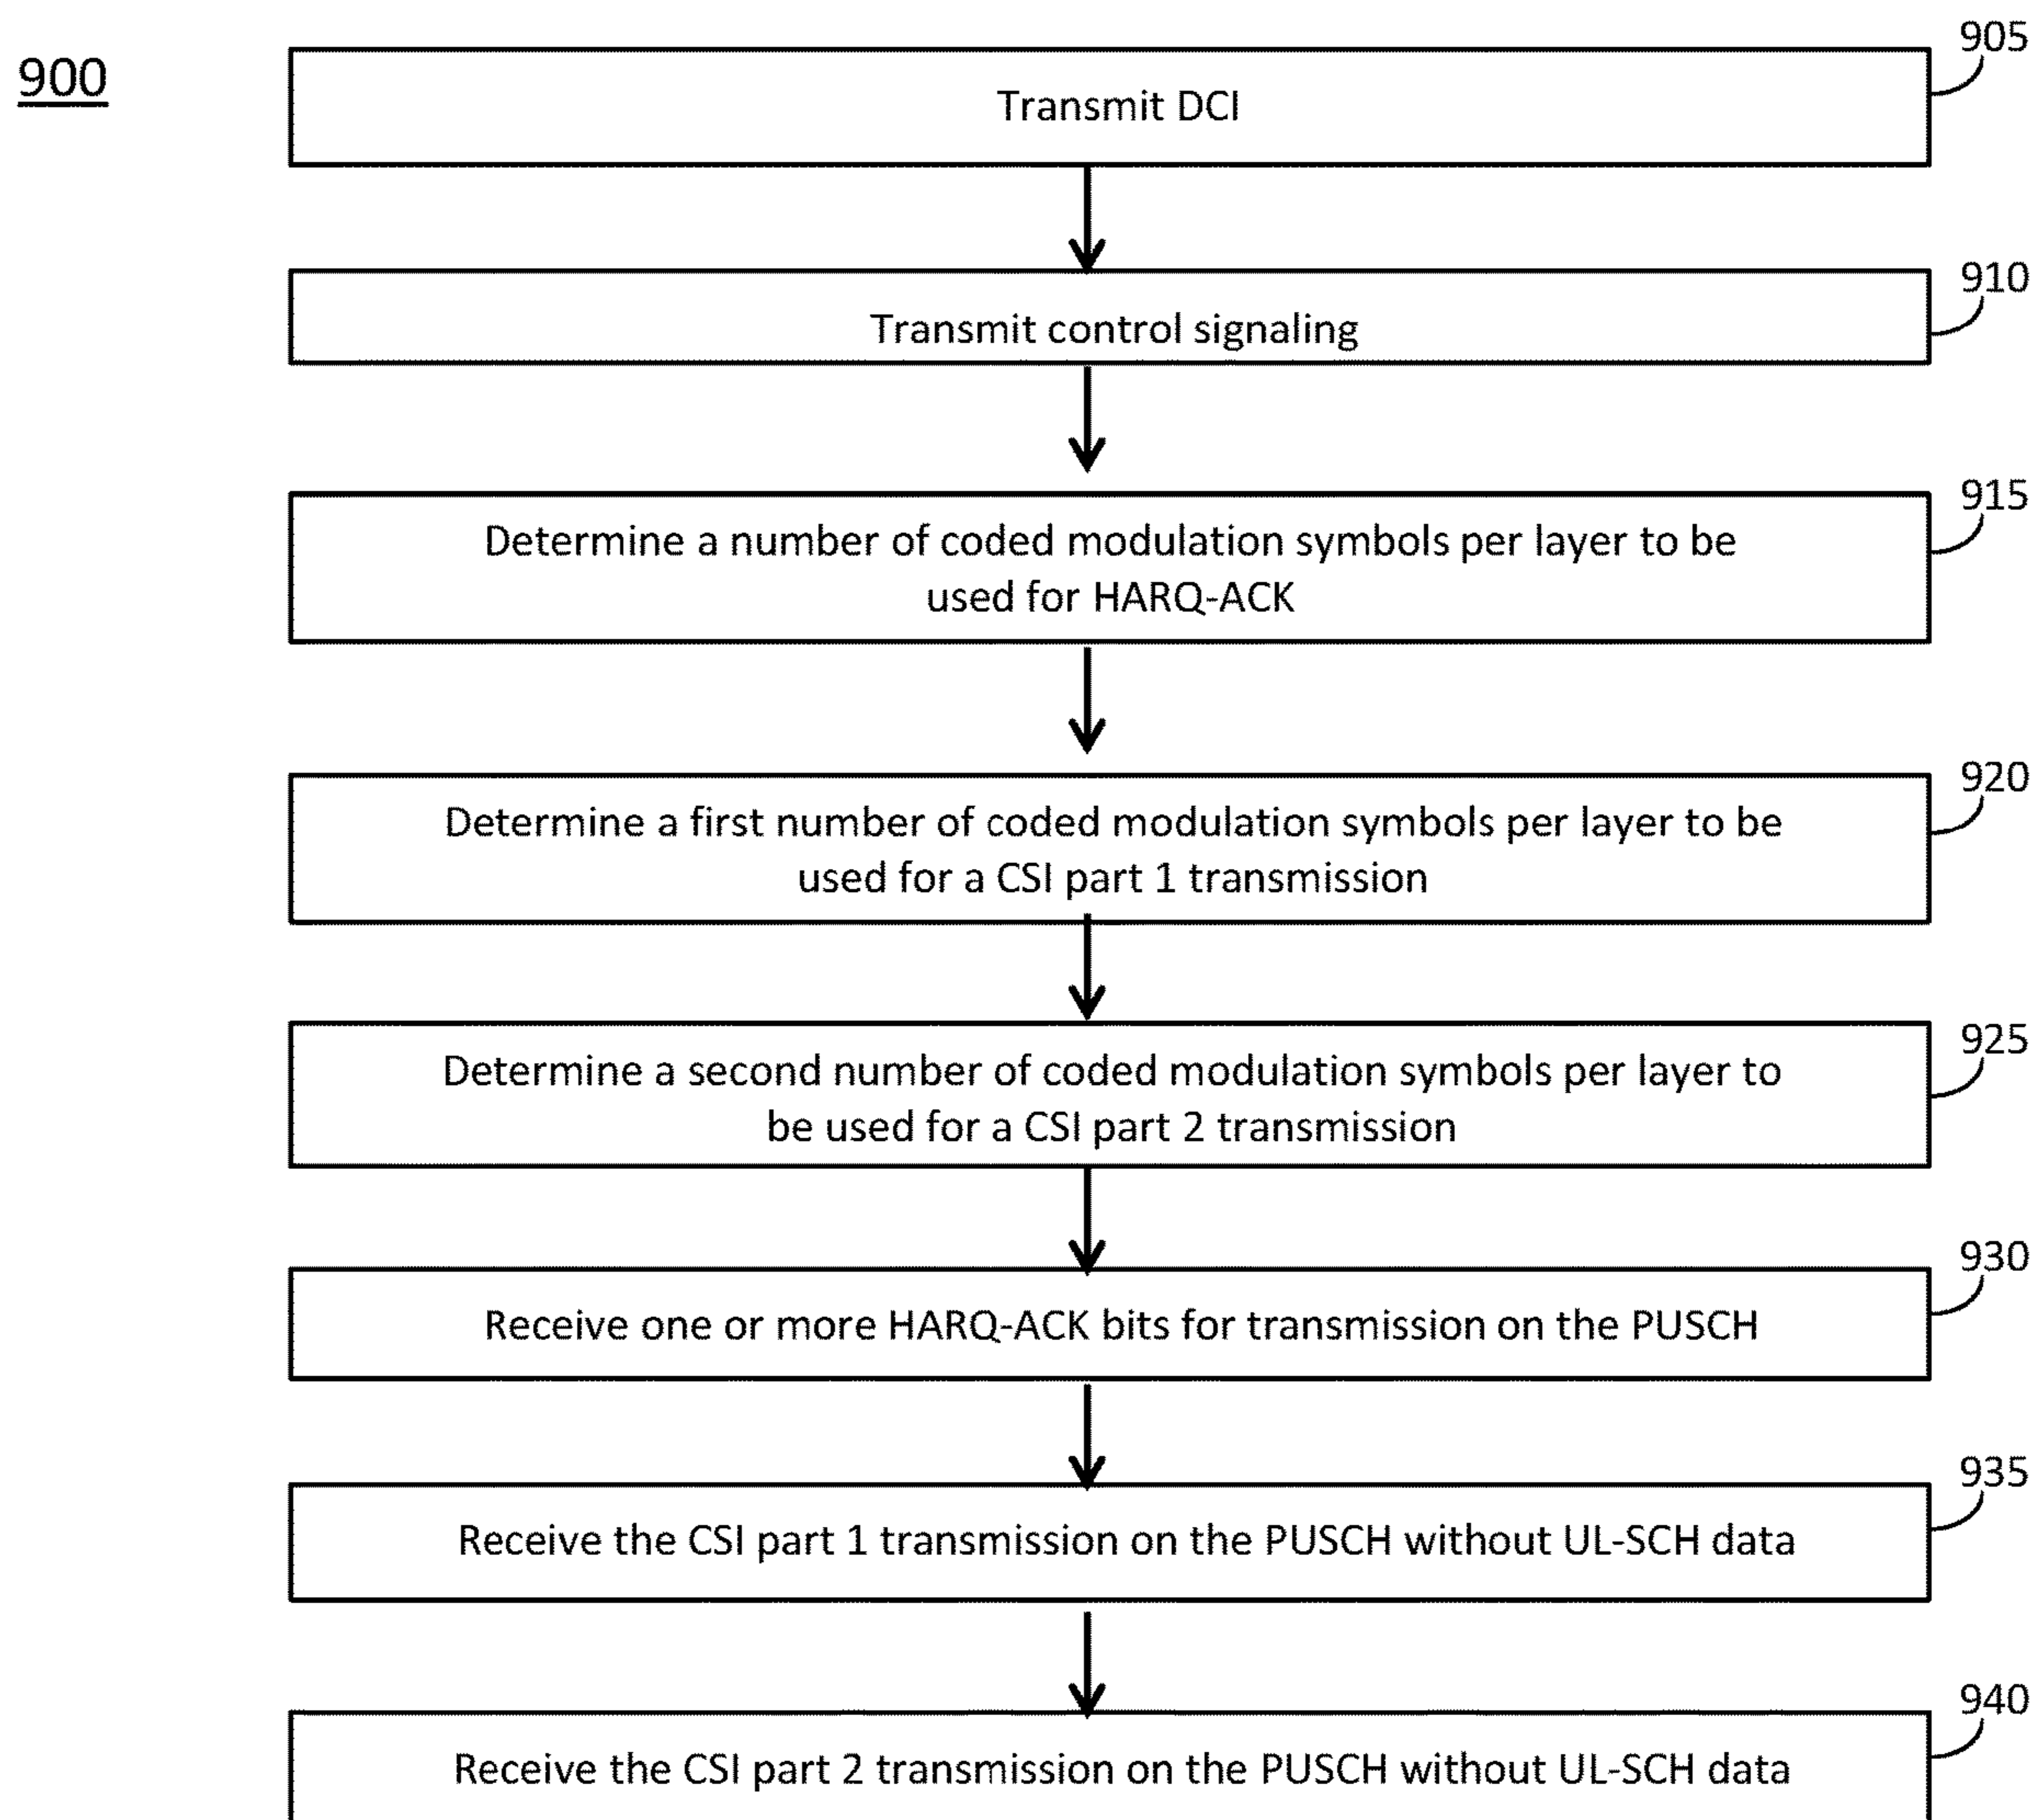 900
905
Transmit DCI
910
Transmit control signaling
915
Determine a number of coded modulation symbols per layer to be
used for HARQ-ACK
920
Determine a first number of coded modulation symbols per layer to be
used for a CSI part 1 transmission
925
Determine a second number of coded modulation symbols per layer to
be used for a CSI part 2 transmission
930
Receive one or more HARQ-ACK bits for transmission on the PUSCH
935
Receive the CSI part 1 transmission on the PUSCH without UL-SCH data
940
Receive the CSI part 2 transmission on the PUSCH without UL-SCH data